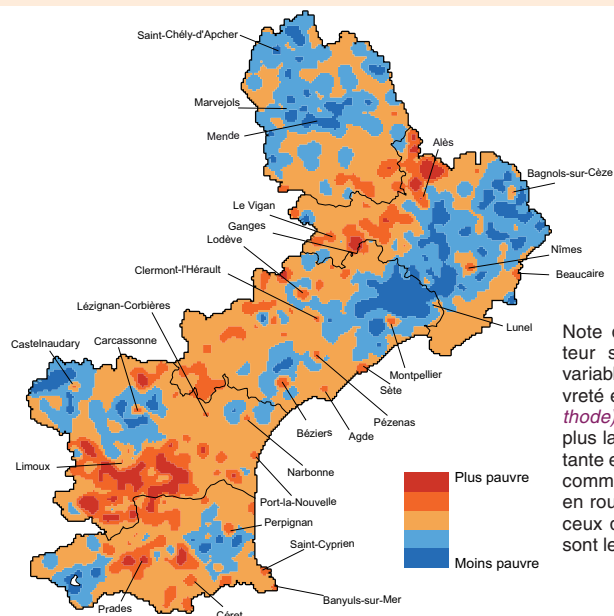 Saint-Chély-d'Apcher
Marvejols
Mende
Alès
Bagnols-sur-Cèze
Le Vigan
Ganges
Lodève
Nîmes
Clermont-l'Hérault
Beaucaire
Lézignan-Corbières
Castelnaudary
Carcassonne
Lunel
Montpellier
Sète
Pézenas
Béziers
Agde
Limoux
Narbonne
Port-la-Nouvelle
Perpignan
Saint-Cyprien
Prades
Céret
Banyuls-sur-Mer
Plus pauvre
Moins pauvre
Note
teur s
variabl
vreté e
thode)
plus la
tante e
comm
en rou
ceux
sont le